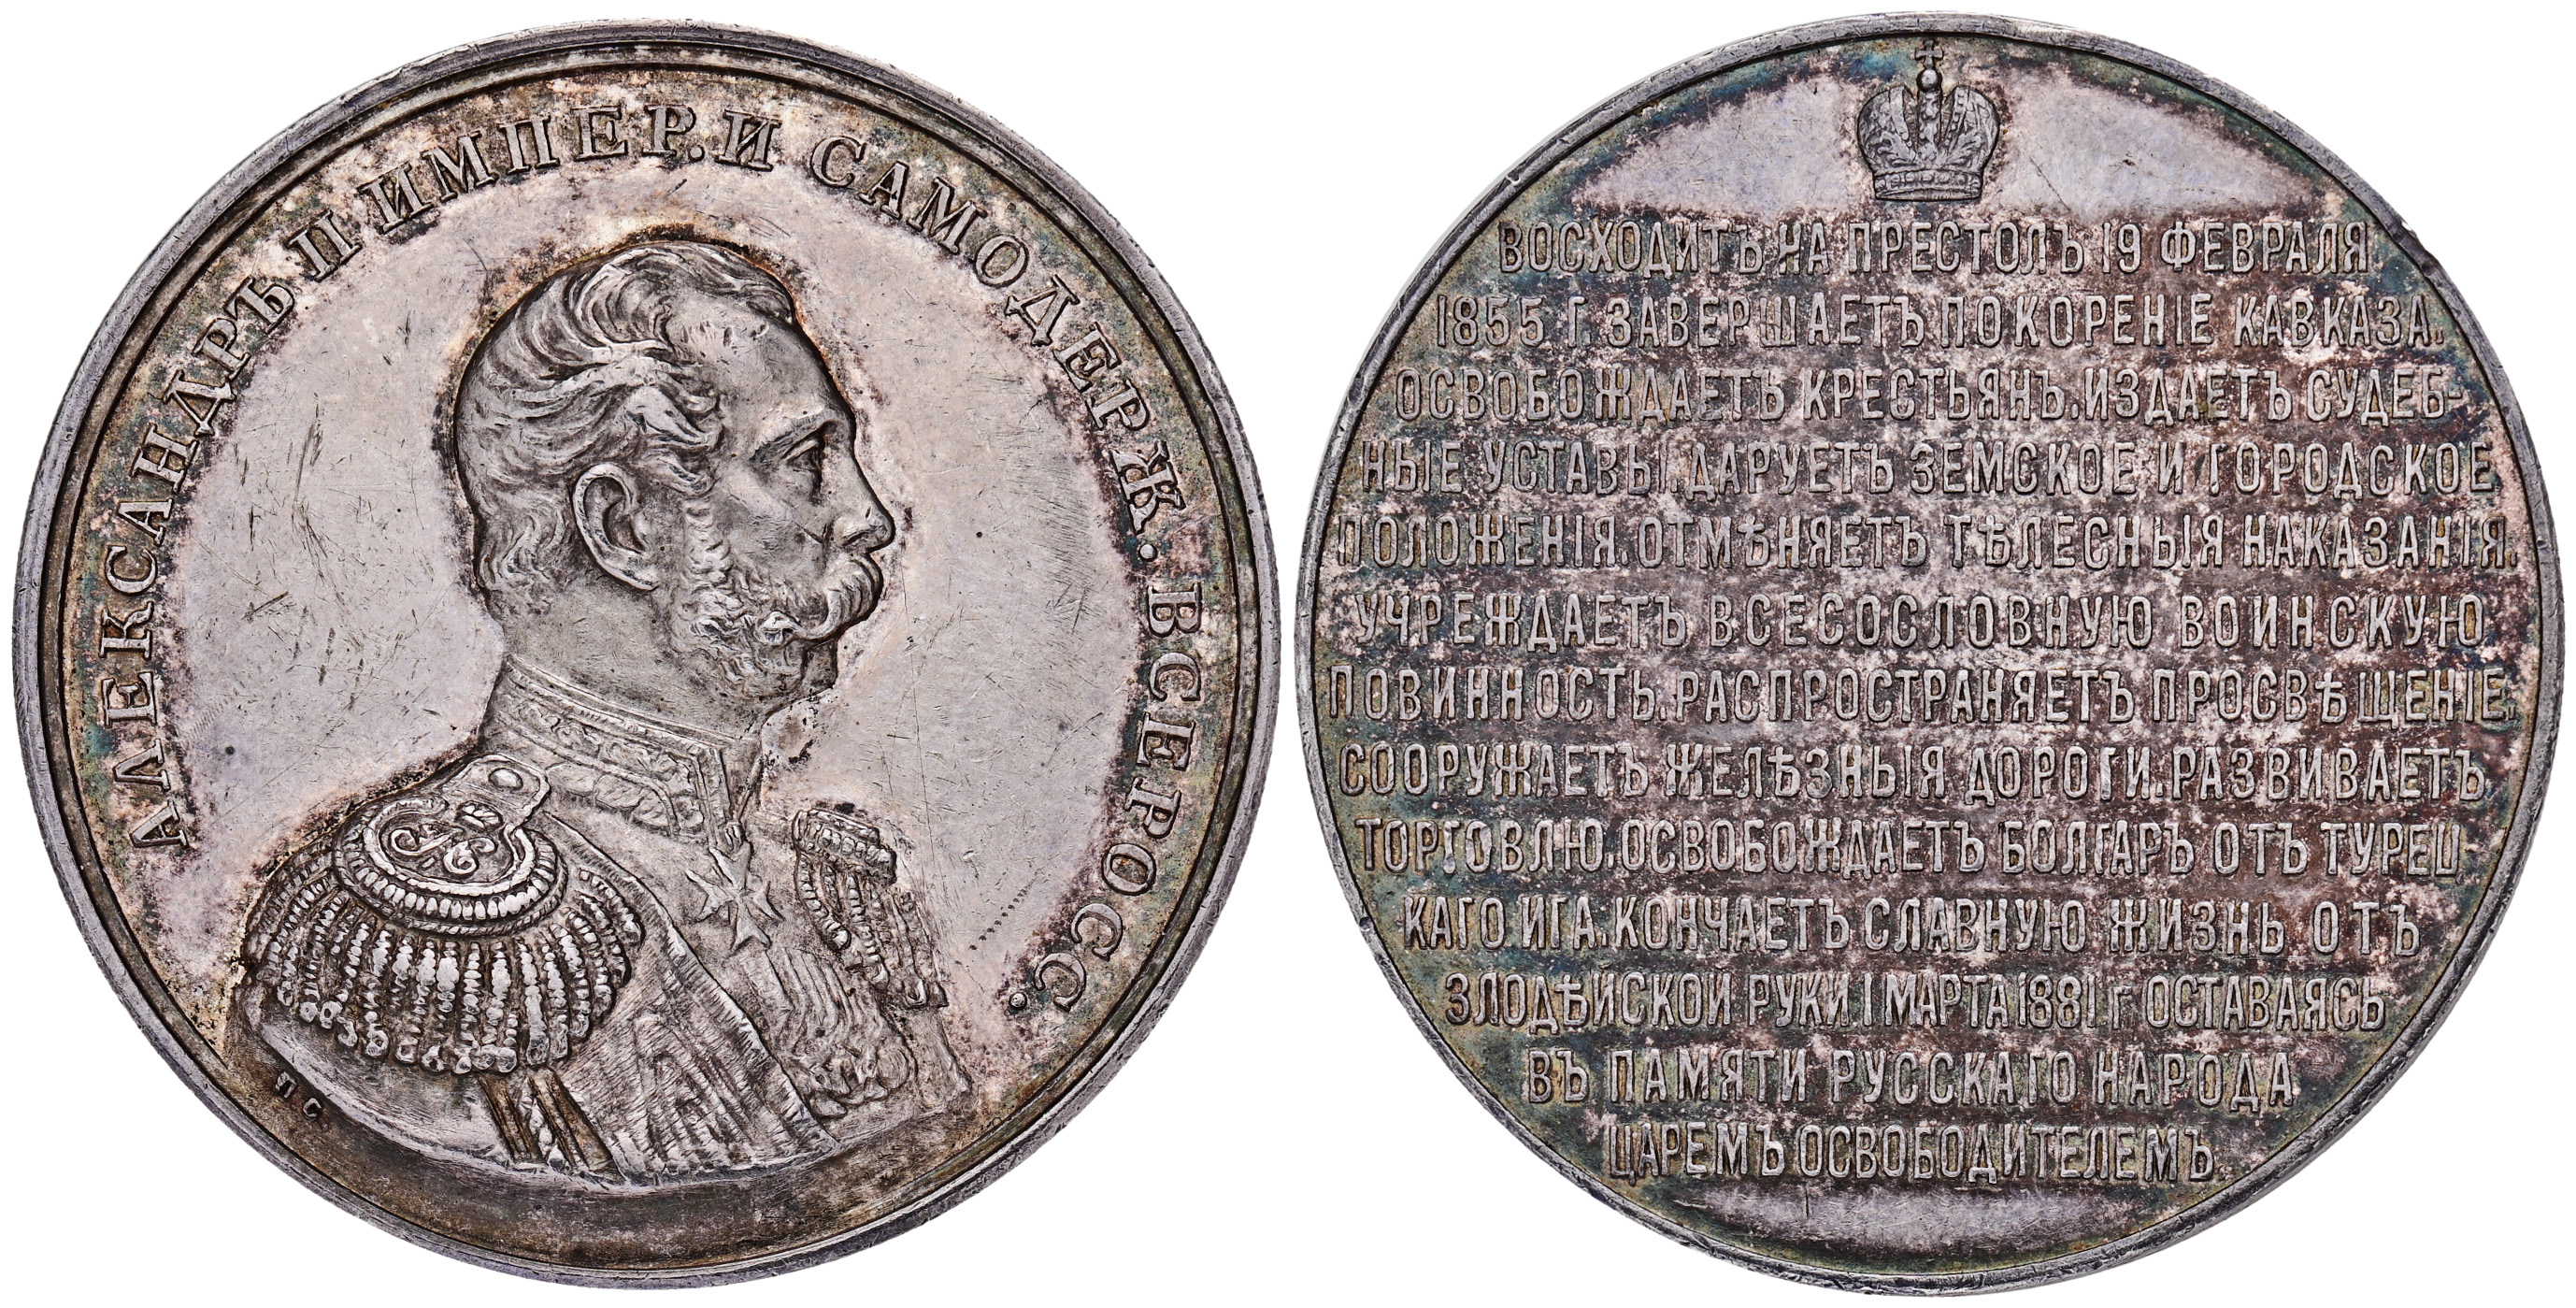 АЛЕКСАНДРЪ II ИМПЕР. И САМОДЕРЖ. ВСЕРОСС.
П С
ВОСХОДИТЪ НА ПРЕСТОЛЪ 19 ФЕВРАЛЯ
1855 Г. ЗАВЕРШАЕТЪ ПОКОРЕНІЕ КАВКАЗА.
ОСВОБОЖДАЕТЪ КРЕСТЬЯНЪ. ИЗДАЕТЪ СУДЕБ-
НЫЕ УСТАВЫ. ДАРУЕТЪ ЗЕМСКОЕ И ГОРОДСКОЕ
ПОЛОЖЕНІЯ. ОТМѢНЯЕТЪ ТѢЛЕСНЫЯ НАКАЗАНІЯ.
УЧРЕЖДАЕТЪ ВСЕСОСЛОВНУЮ ВОИНСКУЮ
ПОВИННОСТЬ. РАСПРОСТРАНЯЕТЪ ПРОСВѢЩЕНІЕ.
СООРУЖАЕТЪ ЖЕЛѢЗНЫЯ ДОРОГИ. РАЗВИВАЕТЪ
ТОРГОВЛЮ. ОСВОБОЖДАЕТЪ БОЛГАРЪ ОТЪ ТУРЕЦ
КАГО ИГА. КОНЧАЕТЪ СЛАВНУЮ ЖИЗНЬ ОТЪ
ЗЛОДѢЙСКОЙ РУКИ 1 МАРТА 1881 Г. ОСТАВАЯСЬ
ВЪ ПАМЯТИ РУССКАГО НАРОДА
ЦАРЕМЪ ОСВОБОДИТЕЛЕМЪ.